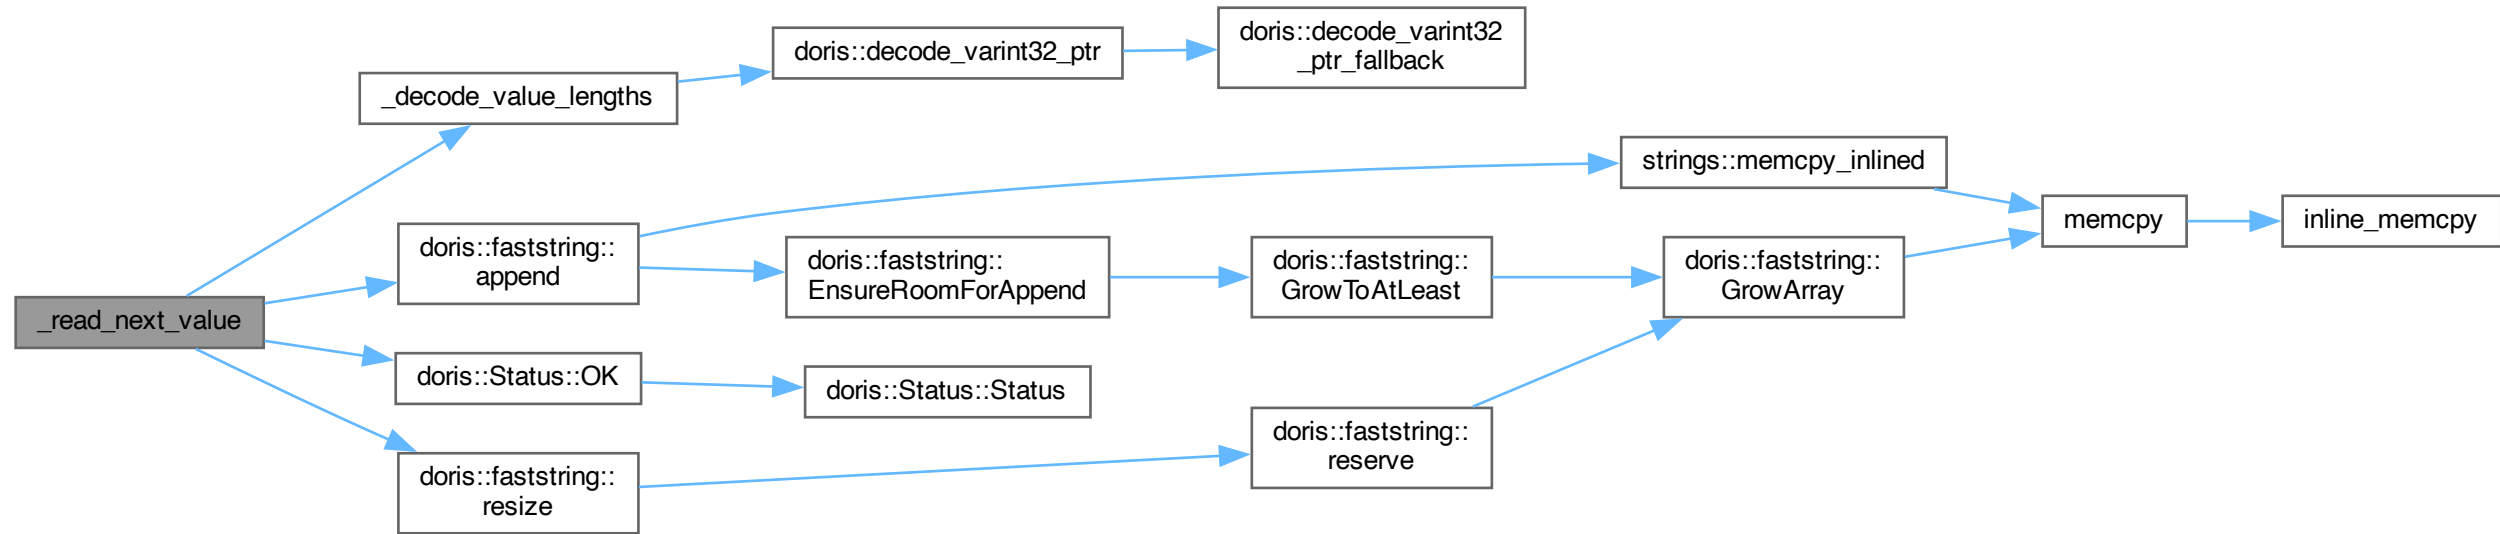 _read_next_value
_decode_value_lengths
doris::decode_varint32_ptr
doris::decode_varint32
_ptr_fallback
doris::faststring::
append
strings::memcpy_inlined
memcpy
inline_memcpy
doris::faststring::
EnsureRoomForAppend
doris::faststring::
GrowToAtLeast
doris::faststring::
GrowArray
doris::Status::OK
doris::Status::Status
doris::faststring::
resize
doris::faststring::
reserve